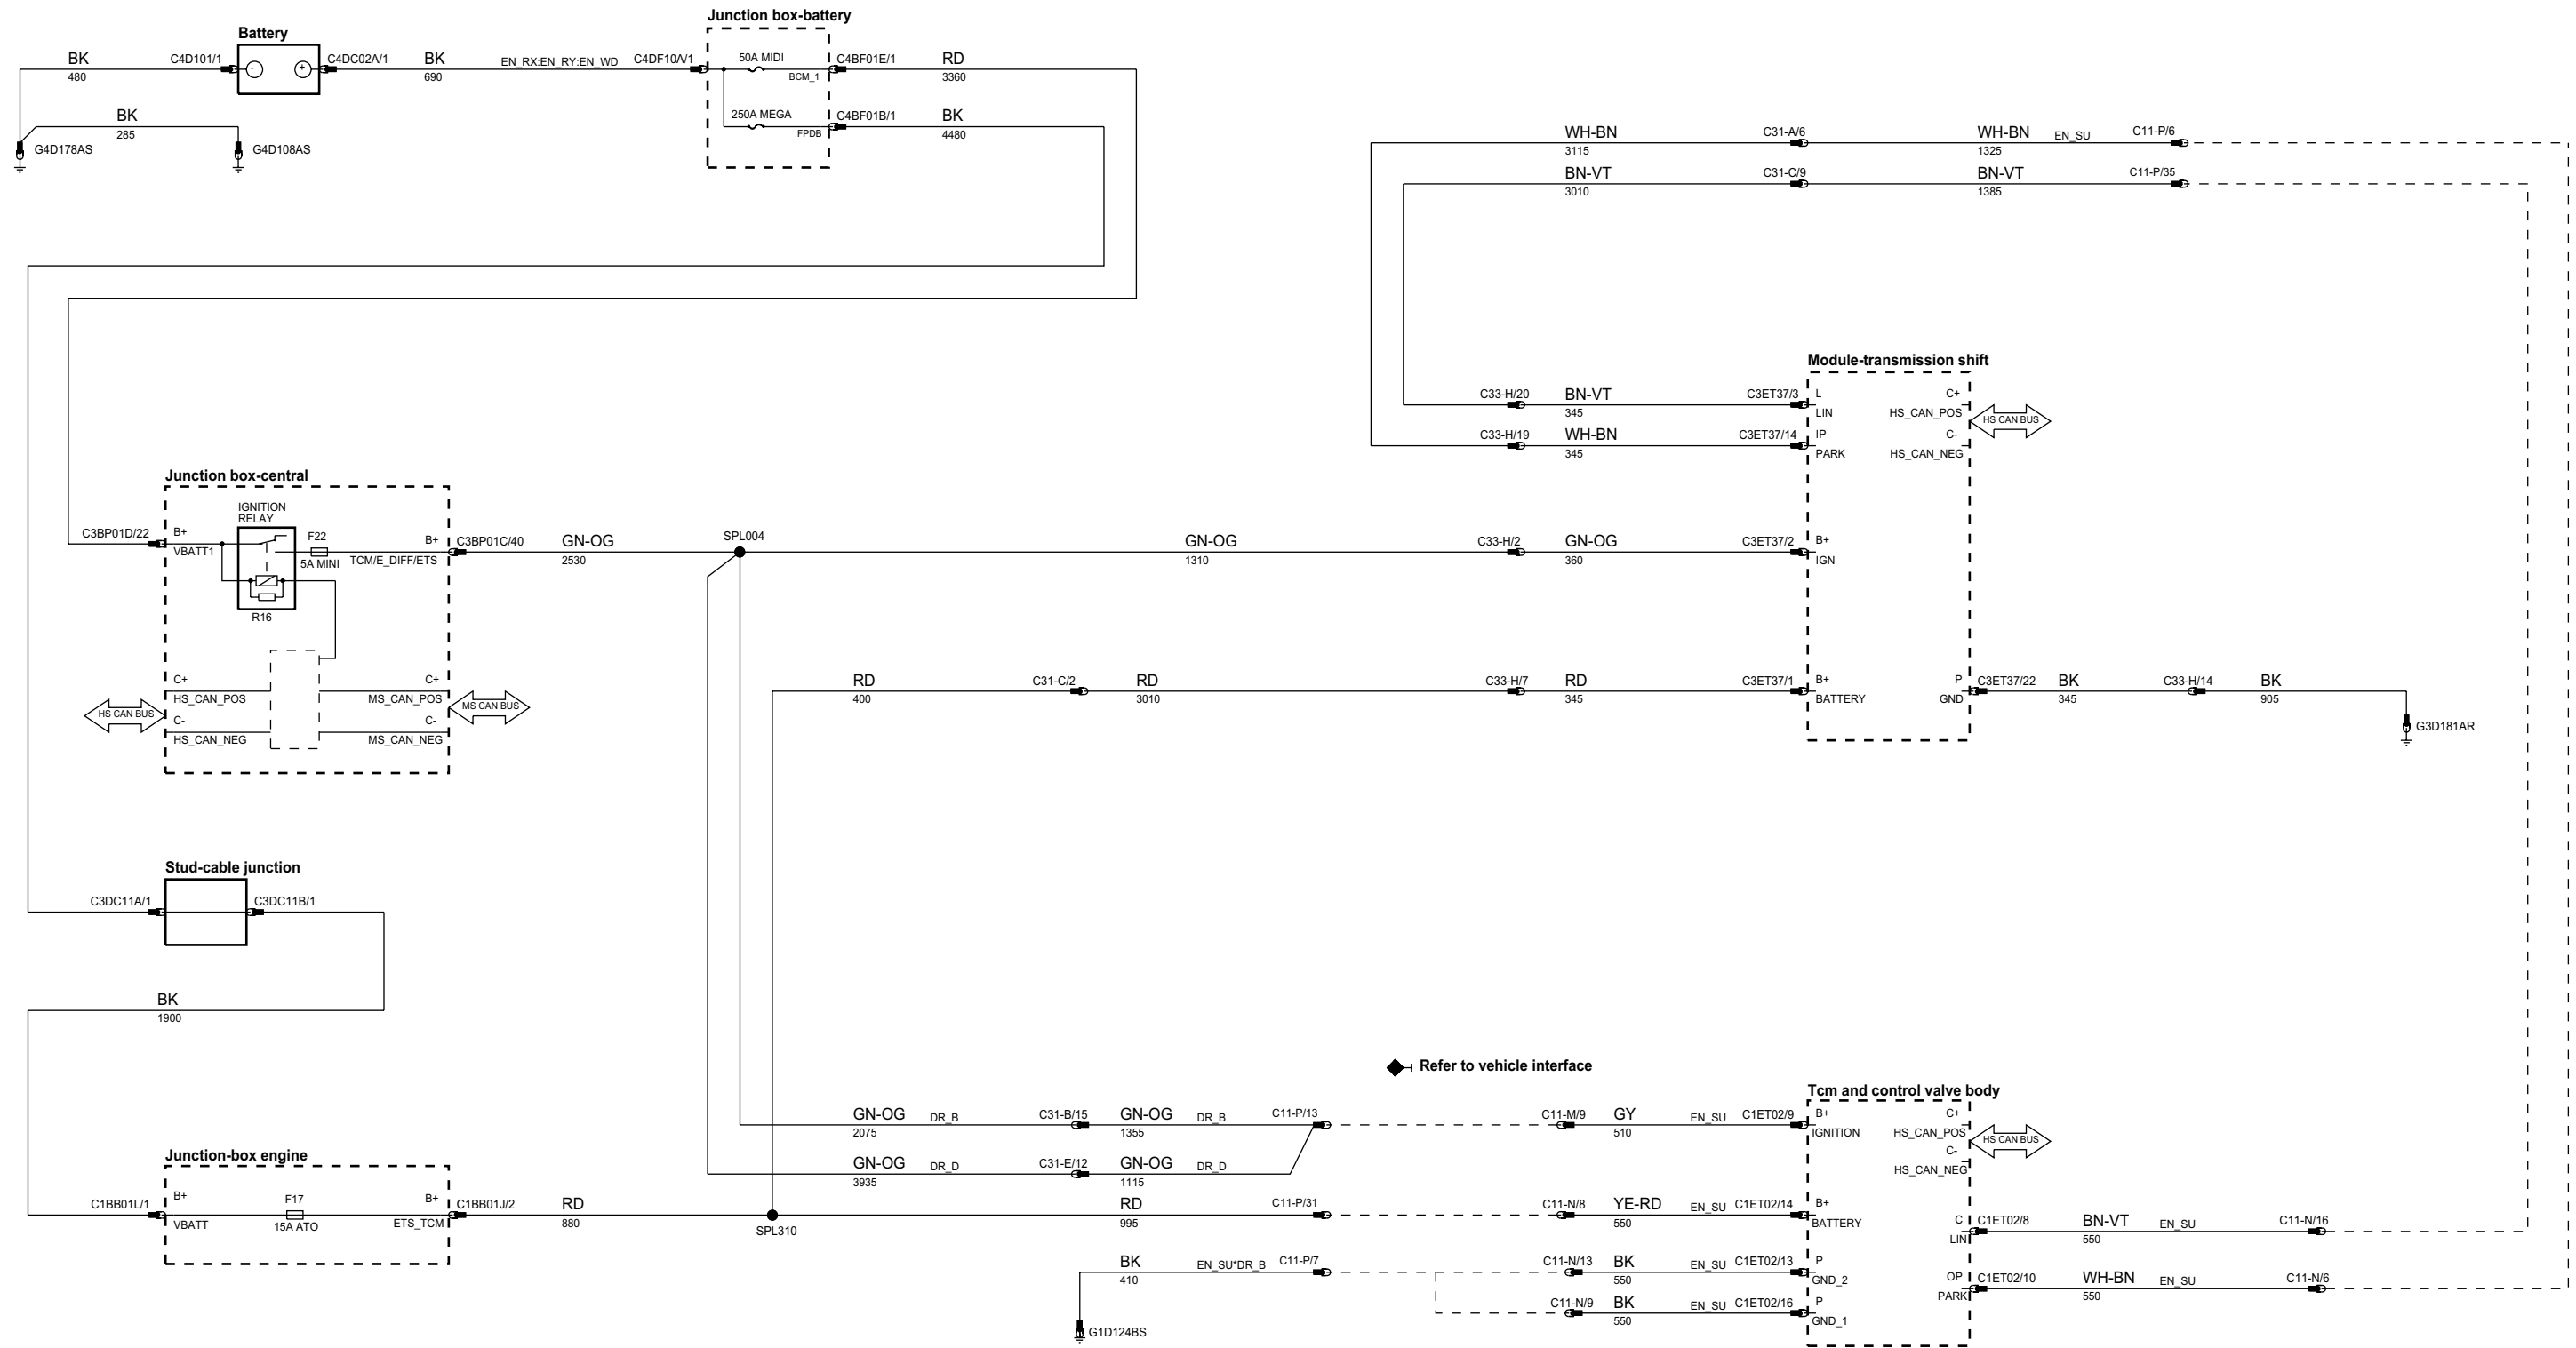 Junction box-battery
Battery
BK
480
C4D101/1
-
+
C4DC02A/1
BK
690
EN_RX:EN_RY:EN_WD
C4DF10A/1
50A MIDI
BCM_1
C4BF01E/1
RD
3360
250A MEGA
FPDB
C4BF01B/1
BK
4480
BK
285
G4D178AS
G4D108AS
WH-BN
3115
C31-A/6
WH-BN
1325
EN_SU
C11-P/6
BN-VT
3010
C31-C/9
BN-VT
1385
C11-P/35
Module-transmission shift
C33-H/20
BN-VT
345
C3ET37/3
L
LIN
C+
HS_CAN_POS
HS CAN BUS
C33-H/19
WH-BN
345
C3ET37/14
IP
PARK
C-
HS_CAN_NEG
Junction box-central
IGNITION
RELAY
C3BP01D/22
B+
VBATT1
F22
5A MINI
B+
TCM/E_DIFF/ETS
C3BP01C/40
GN-OG
2530
SPL004
GN-OG
1310
C33-H/2
GN-OG
360
C3ET37/2
B+
IGN
R16
C+
HS_CAN_POS
HS CAN BUS
C-
HS_CAN_NEG
C+
MS_CAN_POS
MS CAN BUS
C-
MS_CAN_NEG
RD
400
C31-C/2
RD
3010
C33-H/7
RD
345
C3ET37/1
B+
BATTERY
P
GND
C3ET37/22
BK
345
C33-H/14
BK
905
G3D181AR
Stud-cable junction
C3DC11A/1
C3DC11B/1
BK
1900
Refer to vehicle interface
Tcm and control valve body
GN-OG
2075
DR_B
C31-B/15
GN-OG
1355
DR_B
C11-P/13
C11-M/9
GY
510
EN_SU
C1ET02/9
B+
IGNITION
C+
HS_CAN_POS
HS CAN BUS
C-
HS_CAN_NEG
GN-OG
3935
DR_D
C31-E/12
GN-OG
1115
DR_D
Junction-box engine
C1BB01L/1
B+
VBATT
F17
15A ATO
B+
ETS_TCM
C1BB01J/2
RD
880
SPL310
RD
995
C11-P/31
C11-N/8
YE-RD
550
EN_SU
C1ET02/14
B+
BATTERY
C
LIN
C1ET02/8
BN-VT
550
EN_SU
C11-N/16
BK
410
EN_SU*DR_B
C11-P/7
C11-N/13
BK
550
EN_SU
C1ET02/13
P
GND_2
OP
PARK
C1ET02/10
WH-BN
550
EN_SU
C11-N/6
C11-N/9
BK
550
EN_SU
C1ET02/16
P
GND_1
G1D124BS